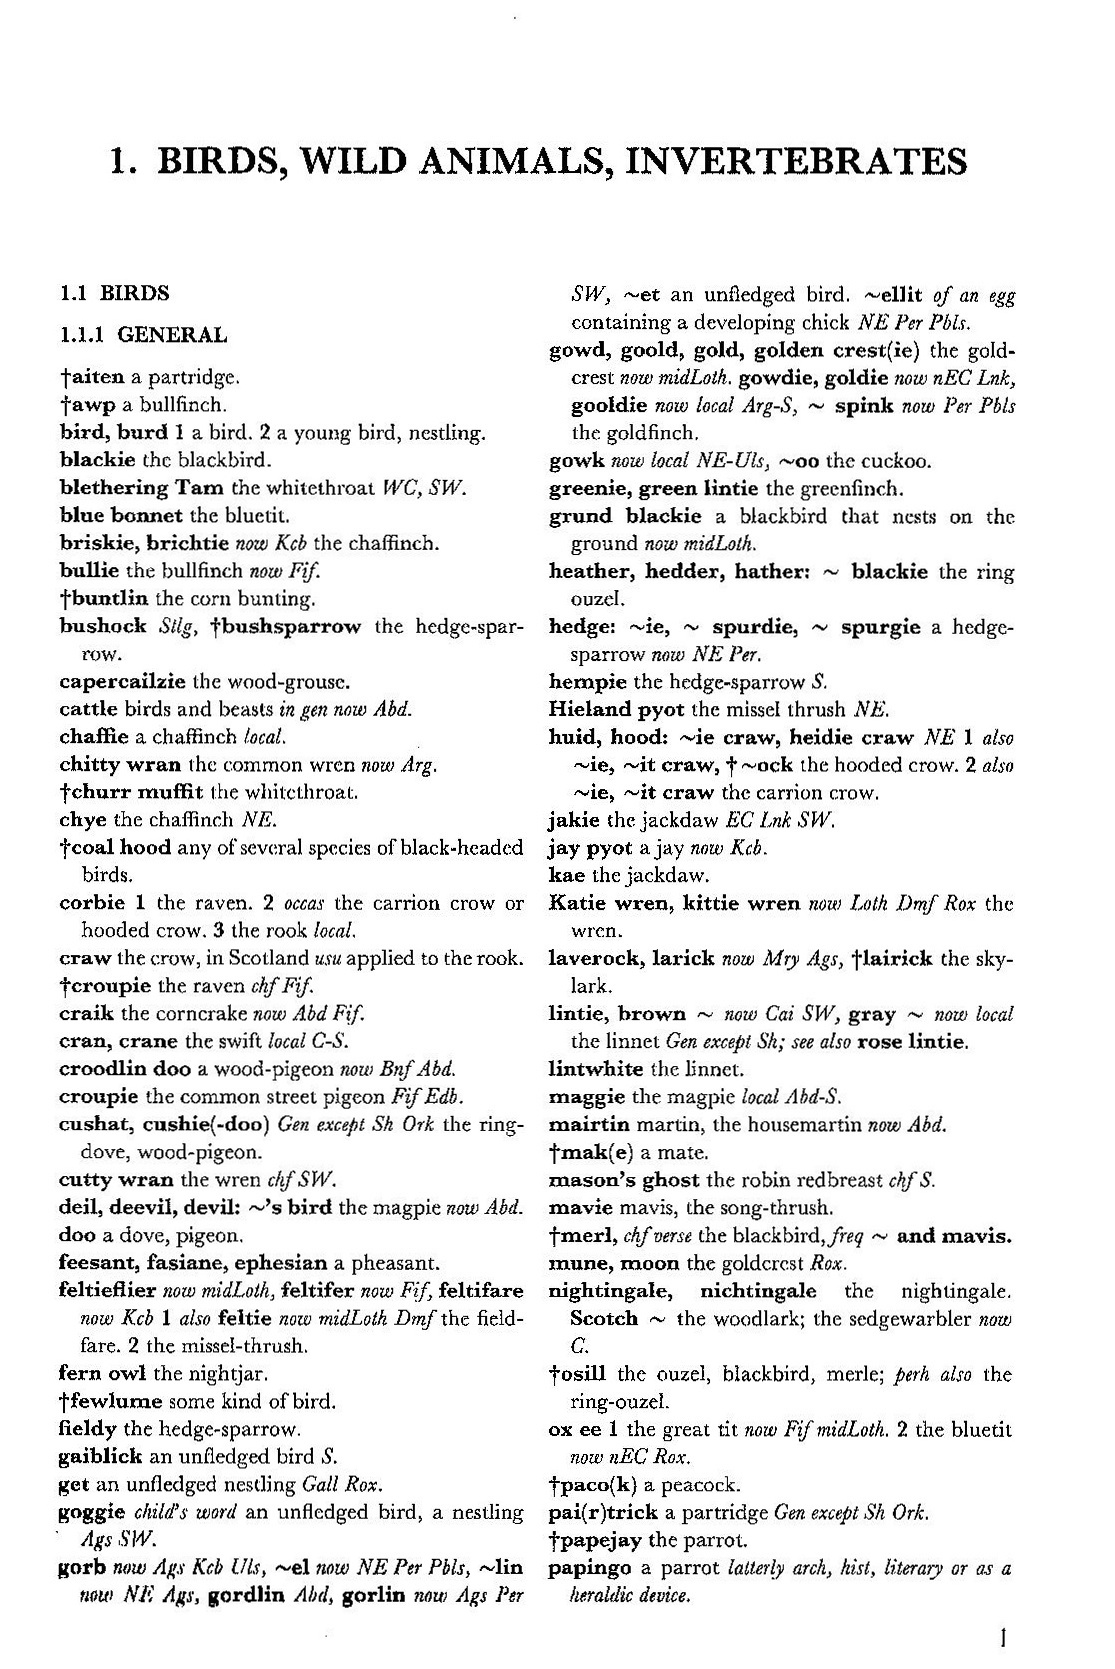 1. BIRDS, WILD ANIMALS, INVERTEBRATES
1.1 BIRDS
1.1.1 GENERAL
†aiten a partridge.
†awp a bullfinch.
bird, burd 1 a bird. 2 a young bird, nestling.
blackie the blackbird.
blethering Tam the whitethroat WC, SW.
blue bonnet the bluetit.
briskie, brichtie now Kcb the chaffinch.
bullie the bullfinch now Fif.
†buntlin the corn bunting.
bushock Stlg, †bushsparrow the hedge-spar-
row.
capercailzie the wood-grouse.
cattle birds and beasts in gen now Abd.
chaffie a chaffinch local.
chitty wran the common wren now Arg.
†churr muffit the whitethroat.
chye the chaffinch NE.
†coal hood any of several species of black-headed
birds.
corbie 1 the raven. 2 occas the carrion crow or
hooded crow. 3 the rook local.
craw the crow, in Scotland usu applied to the rook.
†croupie the raven chf Fif.
craik the corncrake now Abd Fif.
cran, crane the swift local C-S.
croodlin doo a wood-pigeon now Bnf Abd.
croupie the common street pigeon Fif Edb.
cushat, cushie(-doo) Gen except Sh Ork the ring-
dove, wood-pigeon.
cutty wran the wren chf SW.
deil, deevil, devil: ~'s bird the magpie now Abd.
doo a dove, pigeon.
feesant, fasiane, ephesian a pheasant.
feltieflier now midLoth, feltifer now Fif, feltifare
now Kcb 1 also feltie now midLoth Dmf the field-
fare. 2 the missel-thrush.
fern owl the nightjar.
†fewlume some kind of bird.
fieldy the hedge-sparrow.
gaiblick an unfledged bird S.
get an unfledged nestling Gall Rox.
goggie child's word an unfledged bird, a nestling
Ags SW.
gorb now Ags Kcb Uls, ~el now NE Per Pbls, ~lin
now NE Ags, gordlin Abd, gorlin now Ags Per
SW, ~et an unfledged bird. ~ellit of an egg
containing a developing chick NE Per Pbls.
gowd, goold, gold, golden crest(ie) the gold-
crest now midLoth. gowdie, goldie now nEC Lnk,
gooldie now local Arg-S, ~ spink now Per Pbls
the goldfinch.
gowk now local NE-Uls, ~oo the cuckoo.
greenie, green lintie the greenfinch.
grund blackie a blackbird that nests on the
ground now midLoth.
heather, hedder, hather: ~ blackie the ring
ouzel.
hedge: ~ie, ~ spurdie, ~ spurgie a hedge-
sparrow now NE Per.
hempie the hedge-sparrow S.
Hieland pyot the missel thrush NE.
huid, hood: ~ie craw, heidie craw NE 1 also
~ie, ~it craw, †~ock the hooded crow. 2 also
~ie, ~it craw the carrion crow.
jakie the jackdaw EC Lnk SW.
jay pyot a jay now Kcb.
kae the jackdaw.
Katie wren, kittie wren now Loth Dmf Rox the
wren.
laverock, larick now Mry Ags, †lairick the sky-
lark.
lintie, brown ~ now Cai SW, gray ~ now local
the linnet Gen except Sh; see also rose lintie.
lintwhite the linnet.
maggie the magpie local Abd-S.
mairtin martin, the housemartin now Abd.
†mak(e) a mate.
mason's ghost the robin redbreast chf S.
mavie mavis, the song-thrush.
†merl, chf verse the blackbird, freq ~ and mavis.
mune, moon the goldcrest Rox.
nightingale, nichtingale the nightingale.
Scotch ~ the woodlark; the sedgewarbler now
C.
†osill the ouzel, blackbird, merle; perh also the
ring-ouzel.
ox ee 1 the great tit now Fif midLoth. 2 the bluetit
now nEC Rox.
†paco(k) a peacock.
pai(r)trick a partridge Gen except Sh Ork.
†papejay the parrot.
papingo a parrot latterly arch, hist, literary or as a
heraldic device.
1